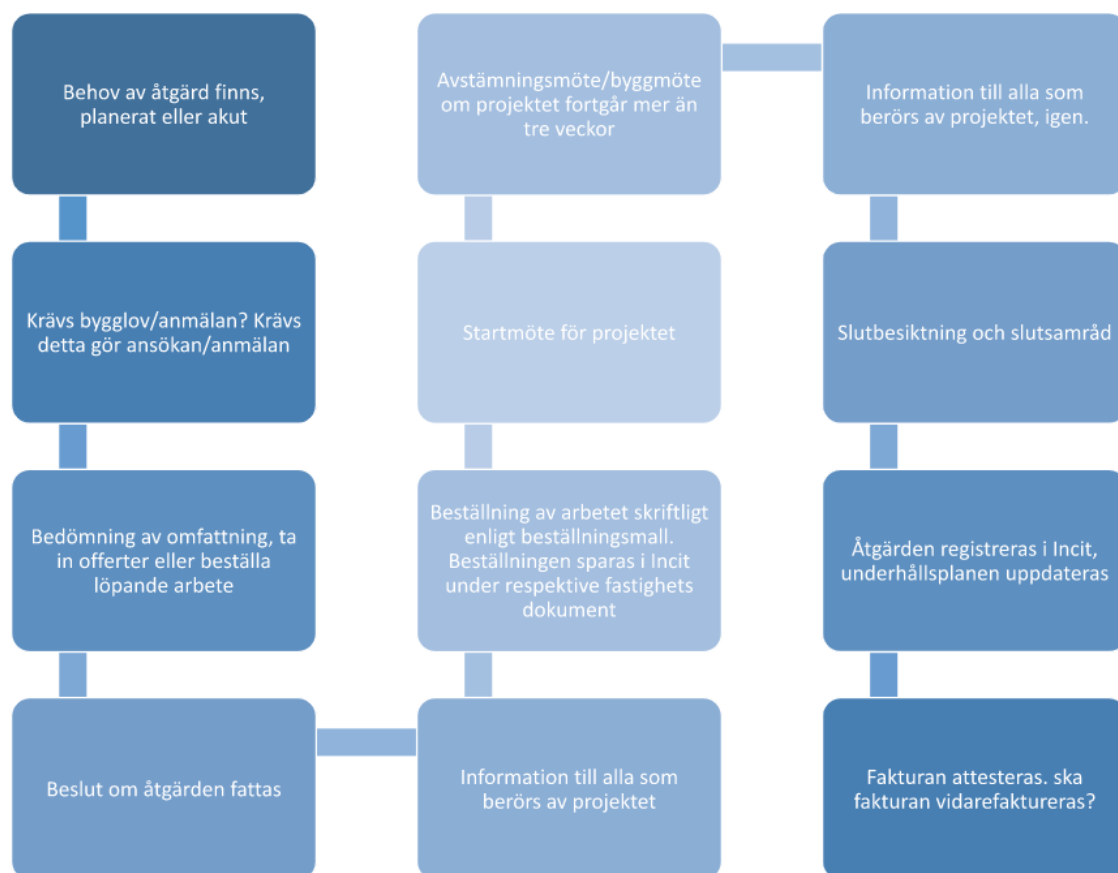 Behov av åtgärd finns,
planerat eller akut
Krävs bygglov/anmälan? Krävs
detta gör ansökan/anmälan
Bedömning av omfattning, ta
in offerter eller beställa
löpande arbete
Beslut om åtgärden fattas
Information till alla som
berörs av projektet
Beställning av arbetet skriftligt
enligt beställningsmall.
Beställningen sparas i Incit
under respektive fastighets
dokument
Startmöte för projektet
Avstämningsmöte/byggmöte
om projektet fortgår mer än
tre veckor
Information till alla som
berörs av projektet, igen.
Slutbesiktning och slutsamråd
Åtgärden registreras i Incit,
underhållsplanen uppdateras
Fakturan attesteras. ska
fakturan vidarefaktureras?